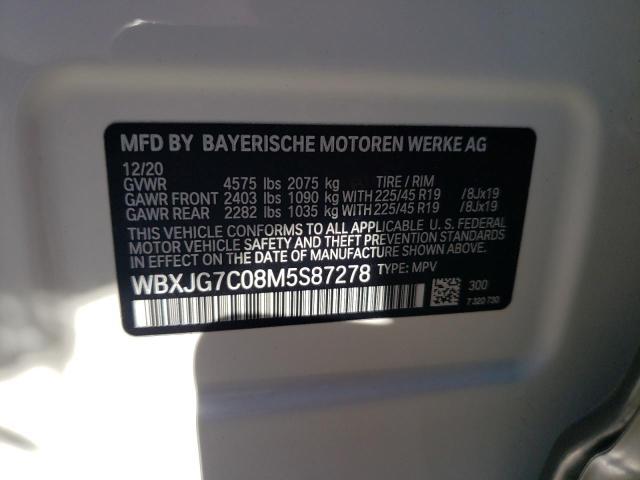 MFD BY BAYERISCHE MOTOREN WERKE AG
12/20
GVWR 4575 lbs 2075 kg TIRE / RIM
GAWR FRONT 2403 lbs 1090 kg WITH 225/45 R19 /8Jx19
GAWR REAR 2282 lbs 1035 kg WITH 225/45 R19 /8Jx19
THIS VEHICLE CONFORMS TO ALL APPLICABLE U.S. FEDERAL
MOTOR VEHICLE SAFETY AND THEFT PREVENTION STANDARDS
IN EFFECT ON THE DATE OF MANUFACTURE SHOWN ABOVE.
WBXJG7C08M5S87278 TYPE: MPV
300
7 320 730